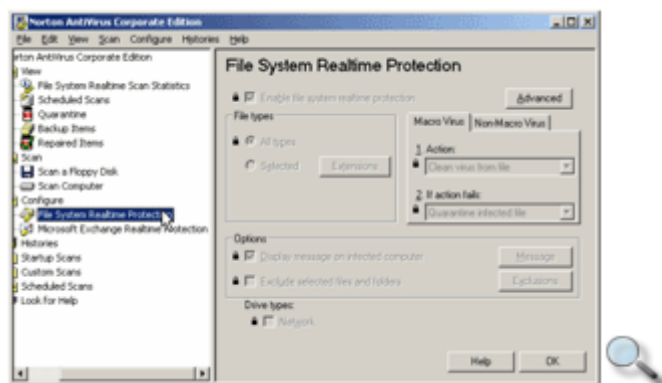 Norton AntiVirus Corporate Edition
File Edit View Scan Configure Histories Help
rton AntiVirus Corporate Edition
View
File System Realtime Scan Statistics
Scheduled Scans
Quarantine
Backup Items
Repaired Items
Scan
Scan a Floppy Disk
Scan Computer
Configure
File System Realtime Protection
Microsoft Exchange Realtime Protection
Histories
Startup Scans
Custom Scans
Scheduled Scans
Look for Help
File System Realtime Protection
Enable file system realtime protection
Advanced
File types
All types
Selected
Extensions
Macro Virus
Non-Macro Virus
1. Action:
Clean virus from file
2. If action fails:
Quarantine infected file
Options
Display message on infected computer
Message
Exclude selected files and folders
Exclusions
Drive types:
Network
Help
OK